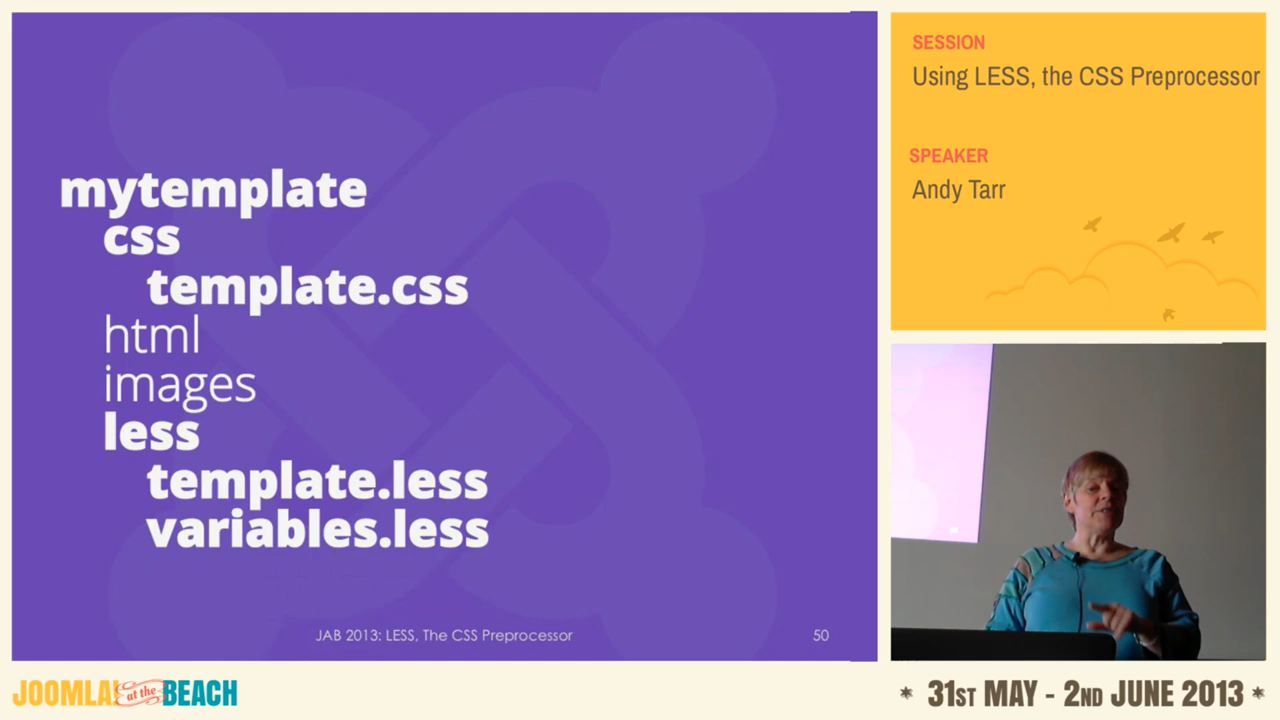 mytemplate
css
template.css
html
images
less
template.less
variables.less
JAB 2013: LESS, The CSS Preprocessor
50
SESSION
Using LESS, the CSS Preprocessor
SPEAKER
Andy Tarr
JOOMLA! at the BEACH
* 31ST MAY - 2ND JUNE 2013 *